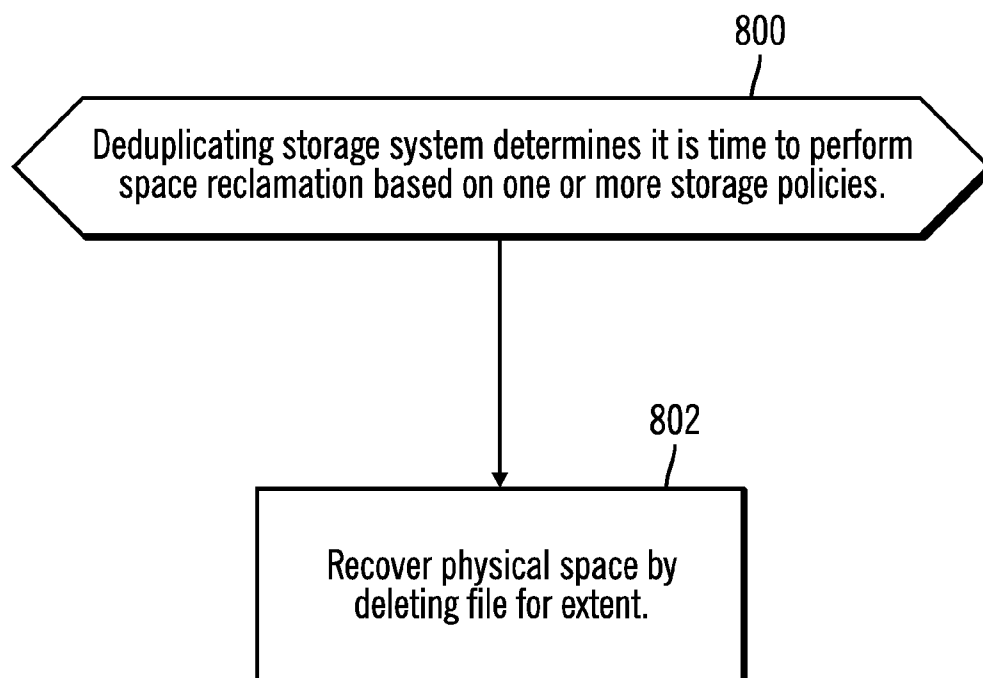 800
Deduplicating storage system determines it is time to perform
space reclamation based on one or more storage policies.
802
Recover physical space by
deleting file for extent.